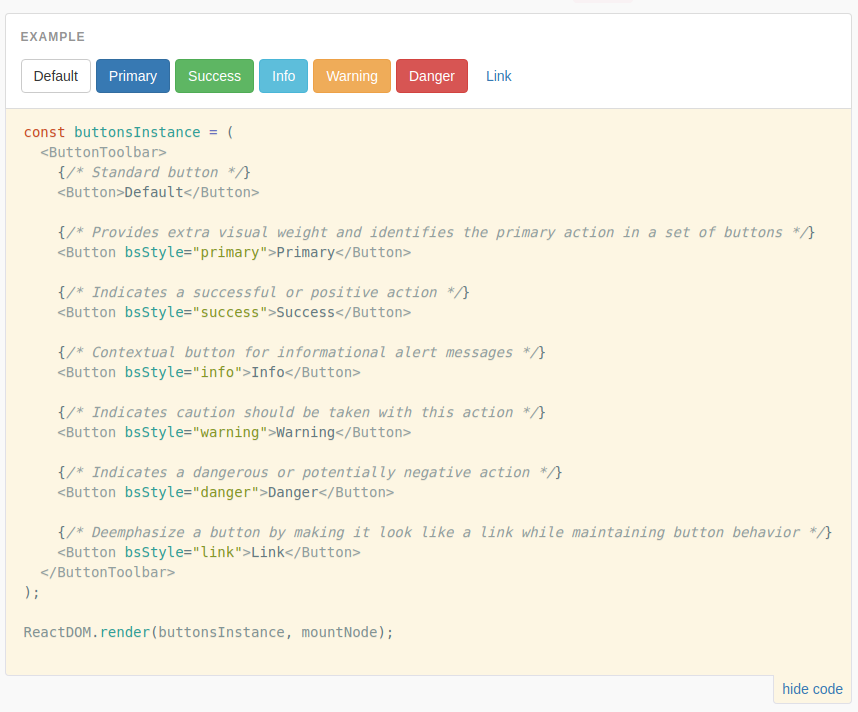 EXAMPLE
Default Primary Success Info Warning Danger Link
const buttonsInstance = (
  <ButtonToolbar>
    {/* Standard button */}
    <Button>Default</Button>

    {/* Provides extra visual weight and identifies the primary action in a set of buttons */}
    <Button bsStyle="primary">Primary</Button>

    {/* Indicates a successful or positive action */}
    <Button bsStyle="success">Success</Button>

    {/* Contextual button for informational alert messages */}
    <Button bsStyle="info">Info</Button>

    {/* Indicates caution should be taken with this action */}
    <Button bsStyle="warning">Warning</Button>

    {/* Indicates a dangerous or potentially negative action */}
    <Button bsStyle="danger">Danger</Button>

    {/* Deemphasize a button by making it look like a link while maintaining button behavior */}
    <Button bsStyle="link">Link</Button>
  </ButtonToolbar>
);

ReactDOM.render(buttonsInstance, mountNode);
hide code